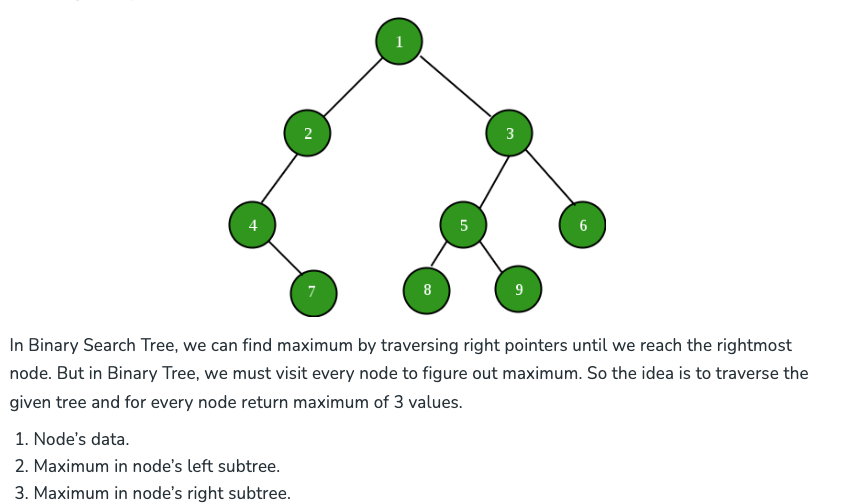 1
2
3
4
5
6
7
8
9
In Binary Search Tree, we can find maximum by traversing right pointers until we reach the rightmost
node. But in Binary Tree, we must visit every node to figure out maximum. So the idea is to traverse the
given tree and for every node return maximum of 3 values.
1. Node’s data.
2. Maximum in node’s left subtree.
3. Maximum in node’s right subtree.